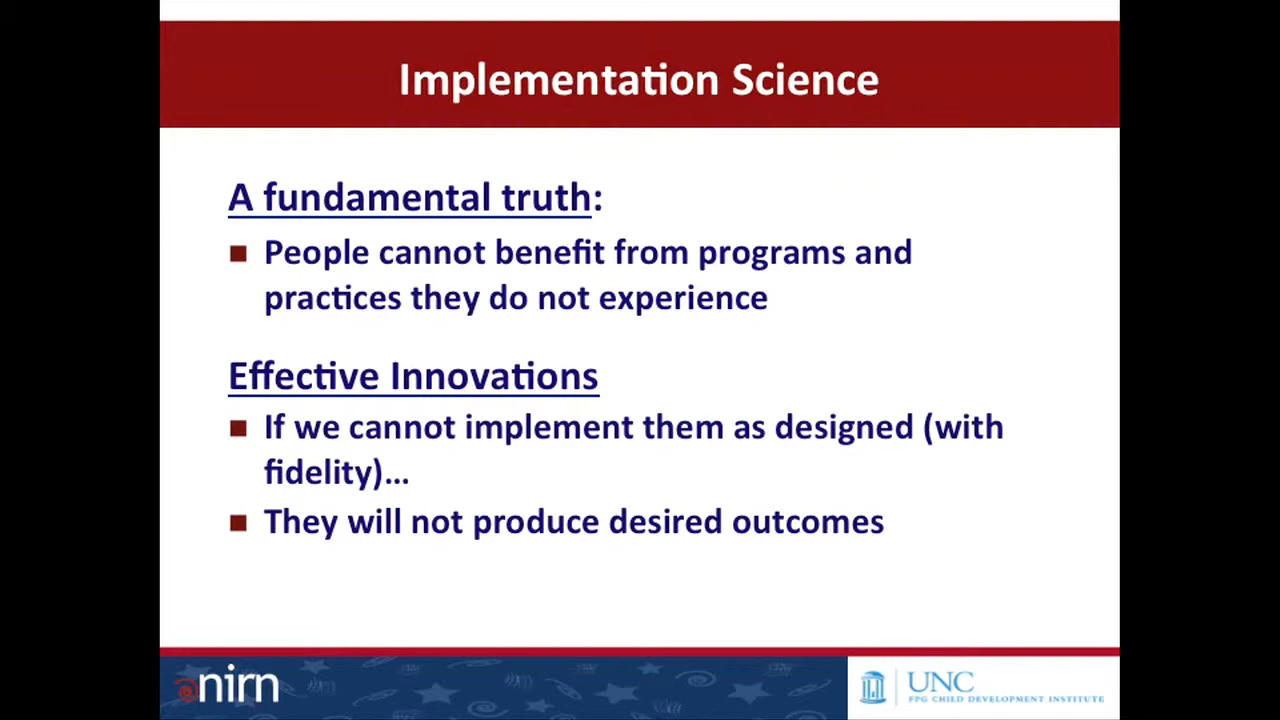 Implementation Science
A fundamental truth:
People cannot benefit from programs and
practices they do not experience
Effective Innovations
If we cannot implement them as designed (with
fidelity)…
They will not produce desired outcomes
nirn
UNC
FPG CHILD DEVELOPMENT INSTITUTE